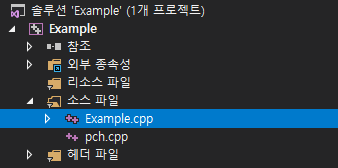 솔루션 'Example' (1개 프로젝트)
Example
참조
외부 종속성
리소스 파일
소스 파일
Example.cpp
pch.cpp
헤더 파일